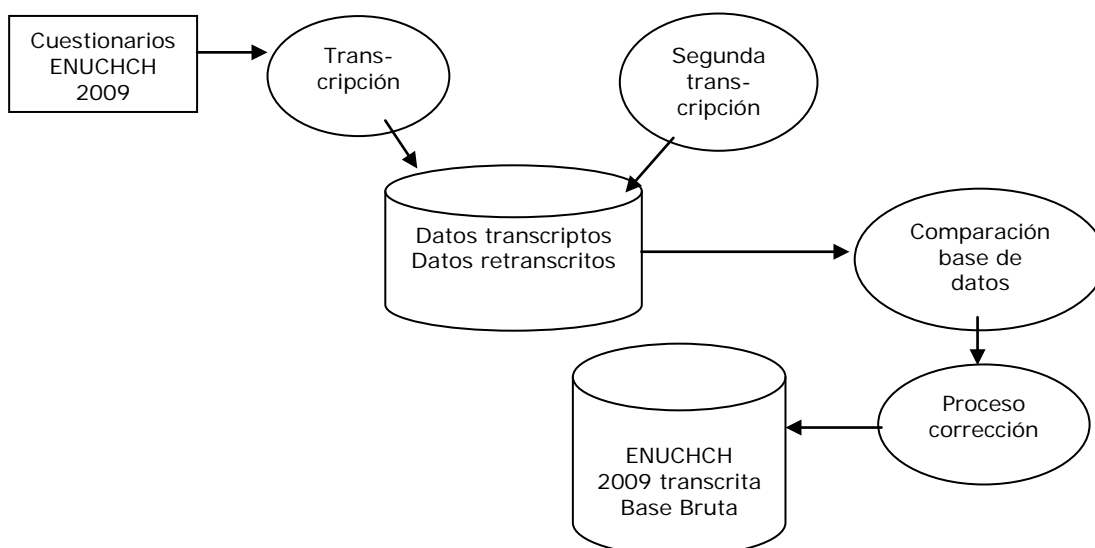 Cuestionarios
ENUCHCH
2009
Trans-
cripción
Segunda
trans-
cripción
Datos transcriptos
Datos retranscritos
Comparación
base de
datos
Proceso
corrección
ENUCHCH
2009 transcrita
Base Bruta